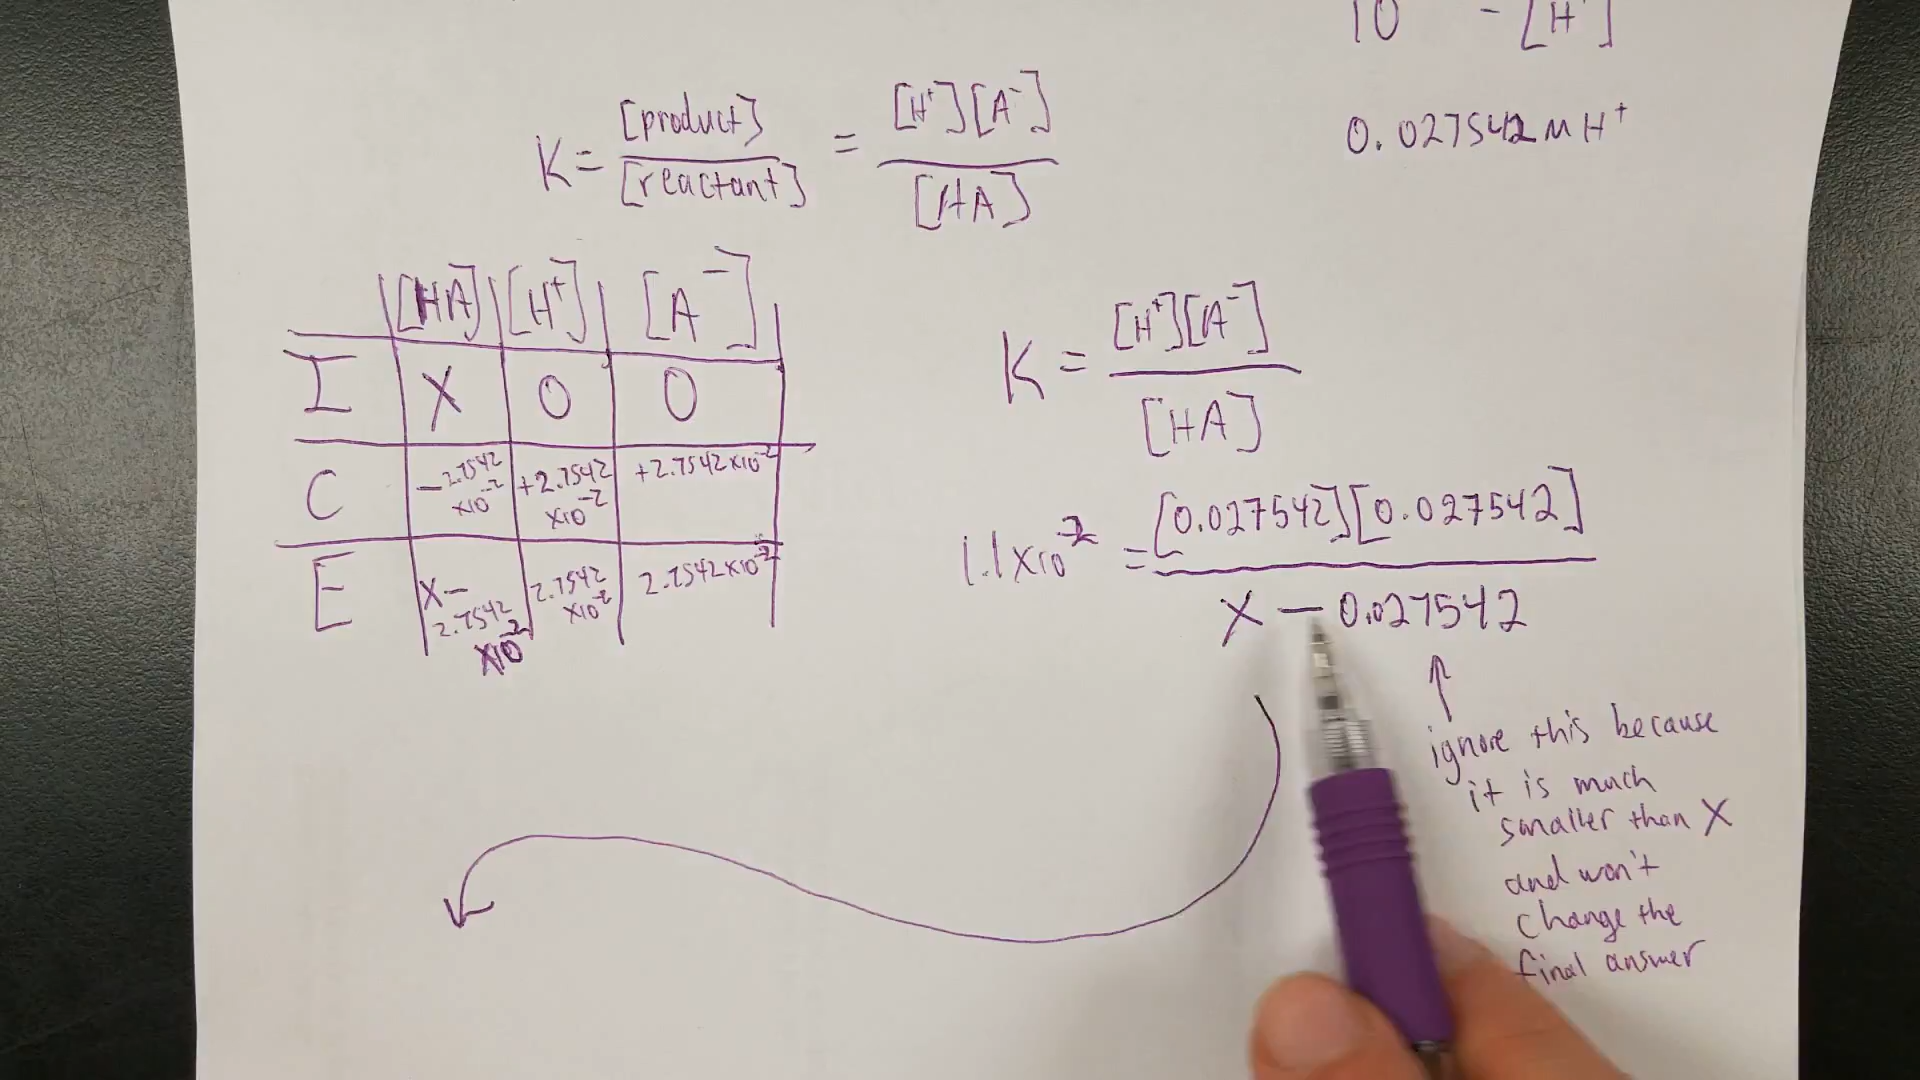 10 - [H+]
K = [product] / [reactant] = [H+][A-] / [HA]
0.027542 M H+
[HA] [H+] [A-]
I X 0 0
C -2.7542 x10^-2 +2.7542 x10^-2 +2.7542x10^-2
E X- 2.7542 x10^-2 2.7542 x10^-2 2.7542x10^-2
K = [H+][A-] / [HA]
1.1x10^-2 = [0.027542][0.027542] / X - 0.027542
ignore this because
it is much
smaller than X
and won't
change the
final answer